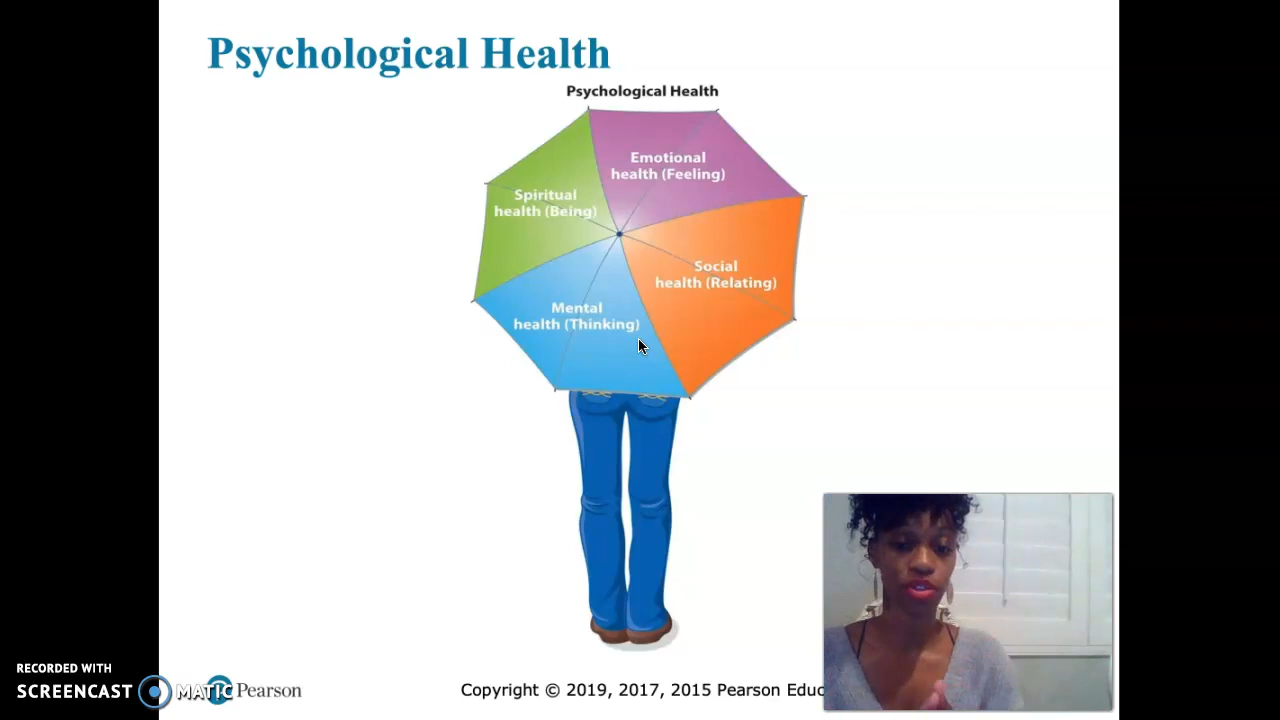 Psychological Health
Psychological Health
Emotional
health (Feeling)
Spiritual
health (Being)
Social
health (Relating)
Mental
health (Thinking)
RECORDED WITH
SCREENCAST MATIC
Pearson
Copyright © 2019, 2017, 2015 Pearson